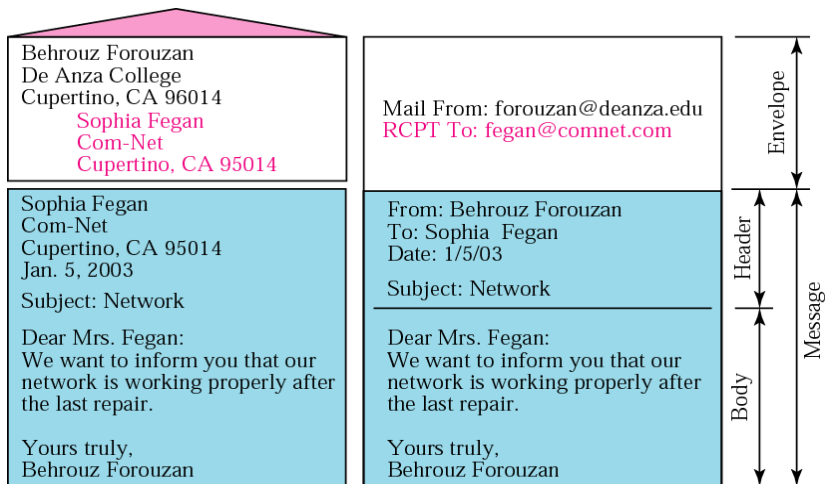 Behrouz Forouzan
De Anza College
Cupertino, CA 96014
Sophia Fegan
Com-Net
Cupertino, CA 95014
Sophia Fegan
Com-Net
Cupertino, CA 95014
Jan. 5, 2003
Subject: Network
Dear Mrs. Fegan:
We want to inform you that our
network is working properly after
the last repair.
Yours truly,
Behrouz Forouzan
Mail From: forouzan@deanza.edu
RCPT To: fegan@comnet.com
From: Behrouz Forouzan
To: Sophia Fegan
Date: 1/5/03
Subject: Network
Dear Mrs. Fegan:
We want to inform you that our
network is working properly after
the last repair.
Yours truly,
Behrouz Forouzan
Envelope
Header
Body
Message